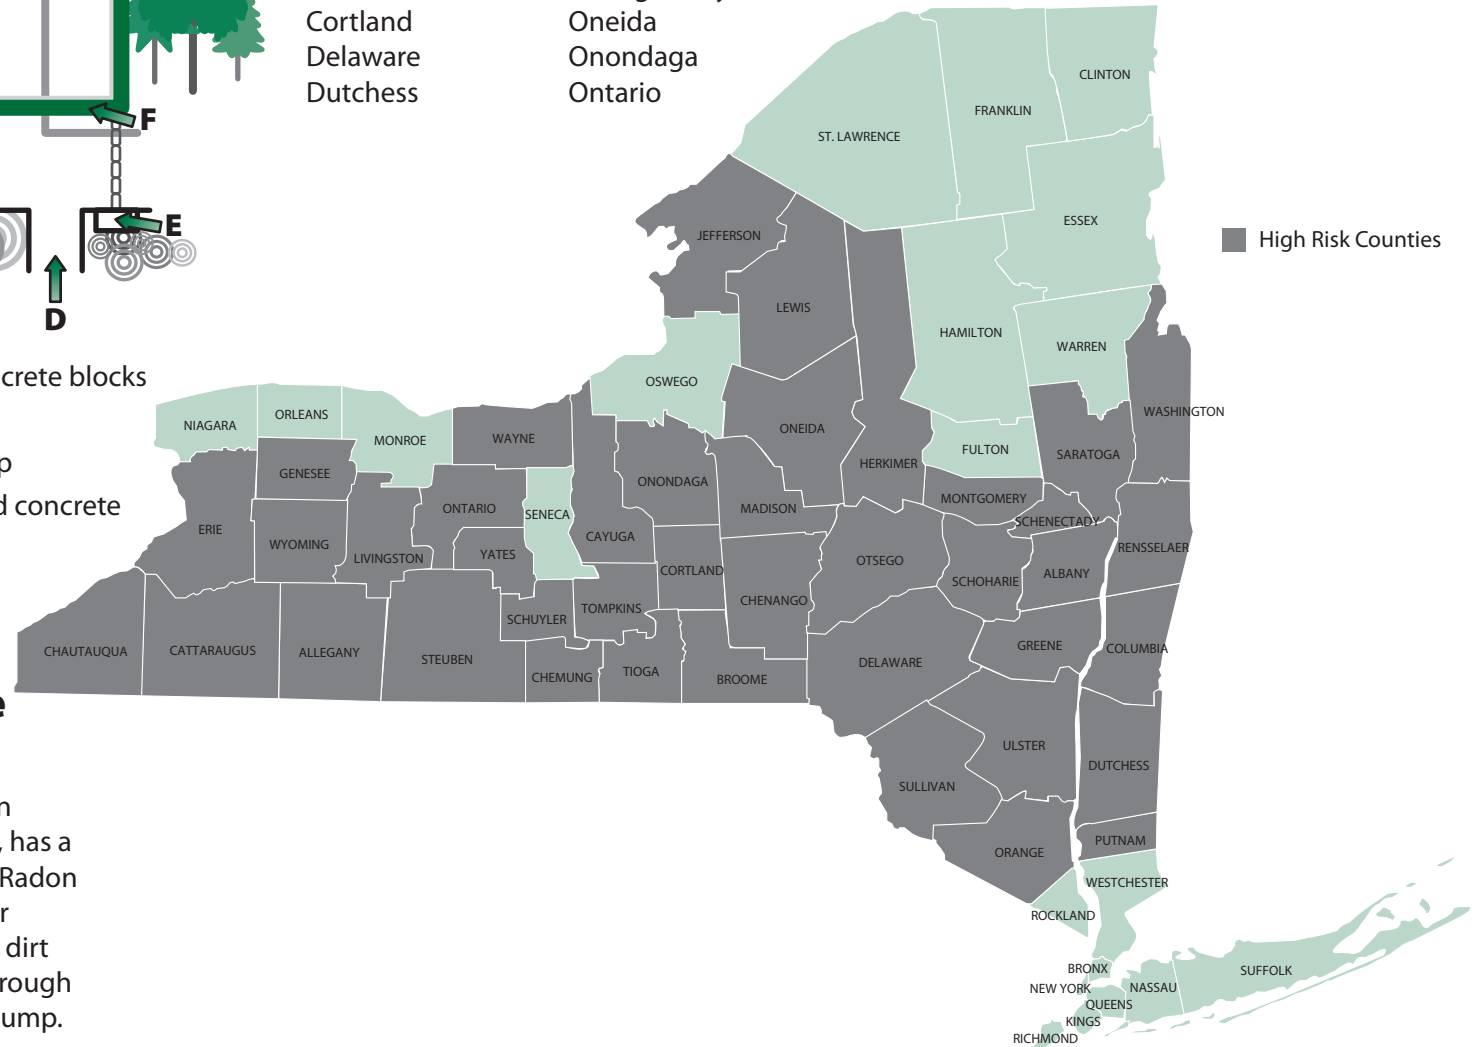 Cortland
Delaware
Dutchess
Oneida
Onondaga
Ontario
F
E
D
crete blocks
p
d concrete
e
n
, has a
Radon
r
dirt
rough
ump.
High Risk Counties
CLINTON
FRANKLIN
ST. LAWRENCE
ESSEX
JEFFERSON
LEWIS
HAMILTON
WARREN
OSWEGO
WASHINGTON
NIAGARA
ORLEANS
MONROE
WAYNE
ONEIDA
HERKIMER
FULTON
SARATOGA
GENESEE
ONONDAGA
MONTGOMERY
ONTARIO
SENECA
MADISON
SCHENECTADY
ERIE
WYOMING
LIVINGSTON
YATES
CAYUGA
CORTLAND
OTSEGO
SCHOHARIE
ALBANY
RENSSELAER
CHENANGO
SCHUYLER
TOMPKINS
CHAUTAUQUA
CATTARAUGUS
ALLEGANY
STEUBEN
CHEMUNG
TIOGA
BROOME
DELAWARE
GREENE
COLUMBIA
ULSTER
DUTCHESS
SULLIVAN
ORANGE
PUTNAM
WESTCHESTER
ROCKLAND
BRONX
NEW YORK
QUEENS
NASSAU
SUFFOLK
KINGS
RICHMOND